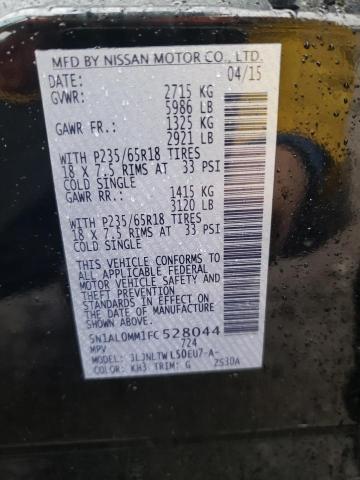 MFD BY NISSAN MOTOR CO., LTD.
DATE: 04/15
GVWR: 2715 KG
5986 LB
GAWR FR.: 1325 KG
2921 LB
WITH P235/65R18 TIRES
18 X 7.5 RIMS AT 33 PSI
COLD SINGLE
GAWR RR.: 1415 KG
3120 LB
WITH P235/65R18 TIRES
18 X 7.5 RIMS AT 33 PSI
COLD SINGLE
THIS VEHICLE CONFORMS TO
ALL APPLICABLE FEDERAL
MOTOR VEHICLE SAFETY AND
THEFT PREVENTION
STANDARDS IN EFFECT ON
THE DATE OF MANUFACTURE
SHOWN ABOVE.
5N1AL0MM1FC528044
MPV 724
MODEL: JLJNLTWL50EU7-A-
COLOR: KH3 TRIM: G 2S30A